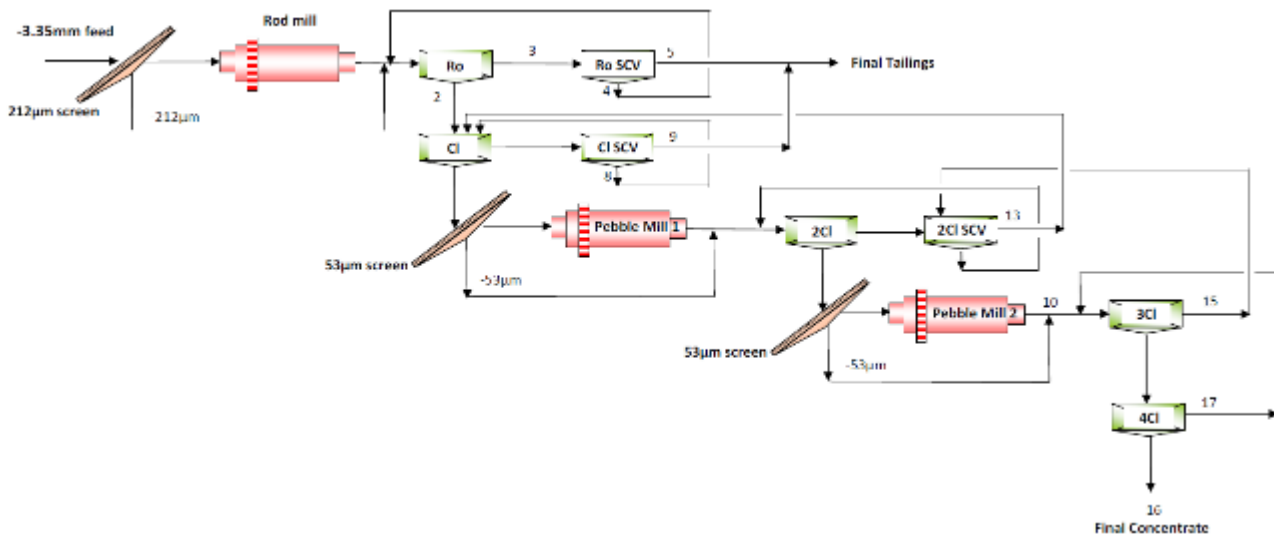 Rod mill
-3.35mm feed
Ro
3
Ro SCV
5
Final Tailings
4
2
212µm screen
212µm
Cl
Cl SCV
9
8
Pebble Mill 1
2Cl
2Cl SCV
13
53µm screen
-53µm
Pebble Mill 2
10
3Cl
15
53µm screen
-53µm
4Cl
17
16
Final Concentrate